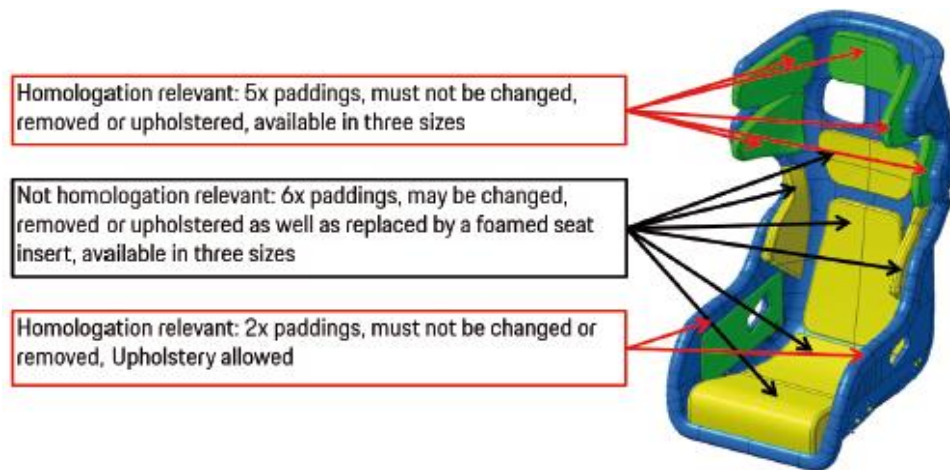 Homologation relevant: 5x paddings, must not be changed,
removed or upholstered, available in three sizes
Not homologation relevant: 6x paddings, may be changed,
removed or upholstered as well as replaced by a foamed seat
insert, available in three sizes
Homologation relevant: 2x paddings, must not be changed or
removed, Upholstery allowed